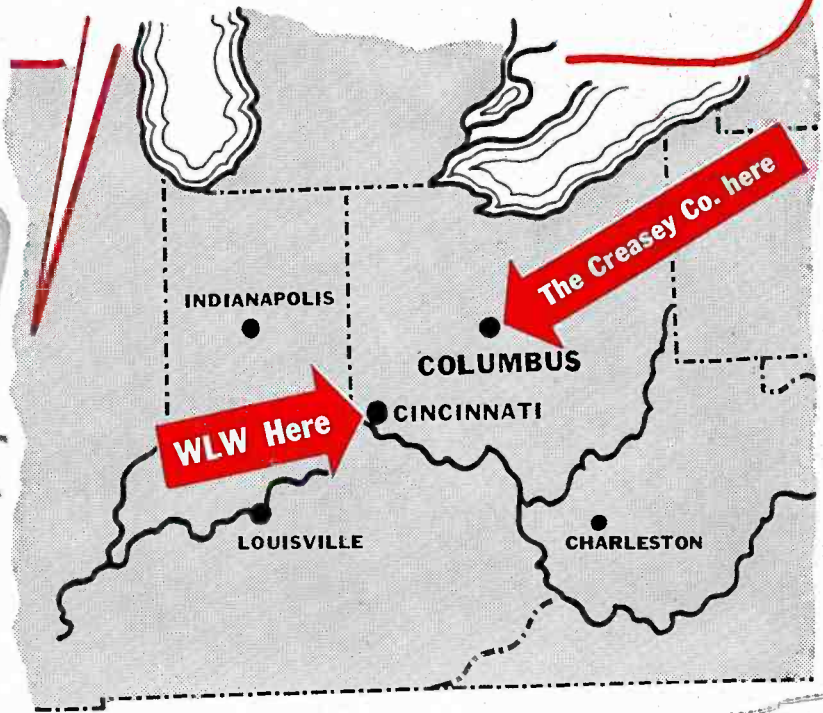 The Creasey Co. here
INDIANAPOLIS
COLUMBUS
CINCINNATI
WLW Here
LOUISVILLE
CHARLESTON